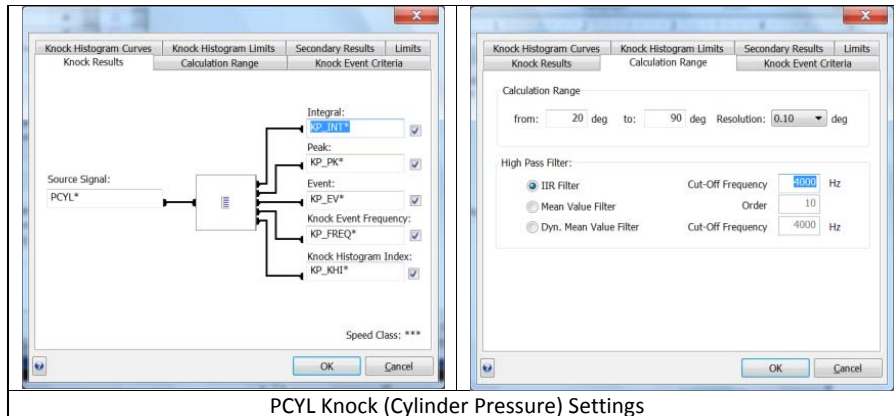 Knock Histogram Curves Knock Histogram Limits Secondary Results Limits
Knock Results Calculation Range Knock Event Criteria
Integral:
KP_INT*
Peak:
KP_PK*
Source Signal:
PCYL*
Event:
KP_EV*
Knock Event Frequency:
KP_FREQ*
Knock Histogram Index:
KP_KHI*
Speed Class: ***
OK Cancel
Knock Histogram Curves Knock Histogram Limits Secondary Results Limits
Knock Results Calculation Range Knock Event Criteria
Calculation Range
from: 20 deg to: 90 deg Resolution: 0.10 deg
High Pass Filter:
IIR Filter Cut-Off Frequency 4000 Hz
Mean Value Filter Order 10
Dyn. Mean Value Filter Cut-Off Frequency 4000 Hz
OK Cancel
PCYL Knock (Cylinder Pressure) Settings